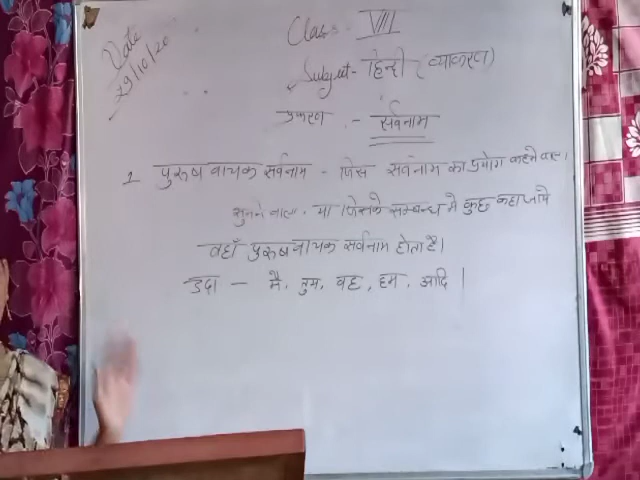 Date
29/10/20
Class - VIII
Subject - हिन्दी (व्याकरण)
प्रकरण - सर्वनाम
1 पुरुष वाचक सर्वनाम - जिस सर्वनाम का प्रयोग कहने वाला,
सुनने वाला, या जिसके सम्बन्ध में कुछ कहा जाये
वहाँ पुरुषवाचक सर्वनाम होता है।
उदा - मै, तुम, वह, हम, आदि।